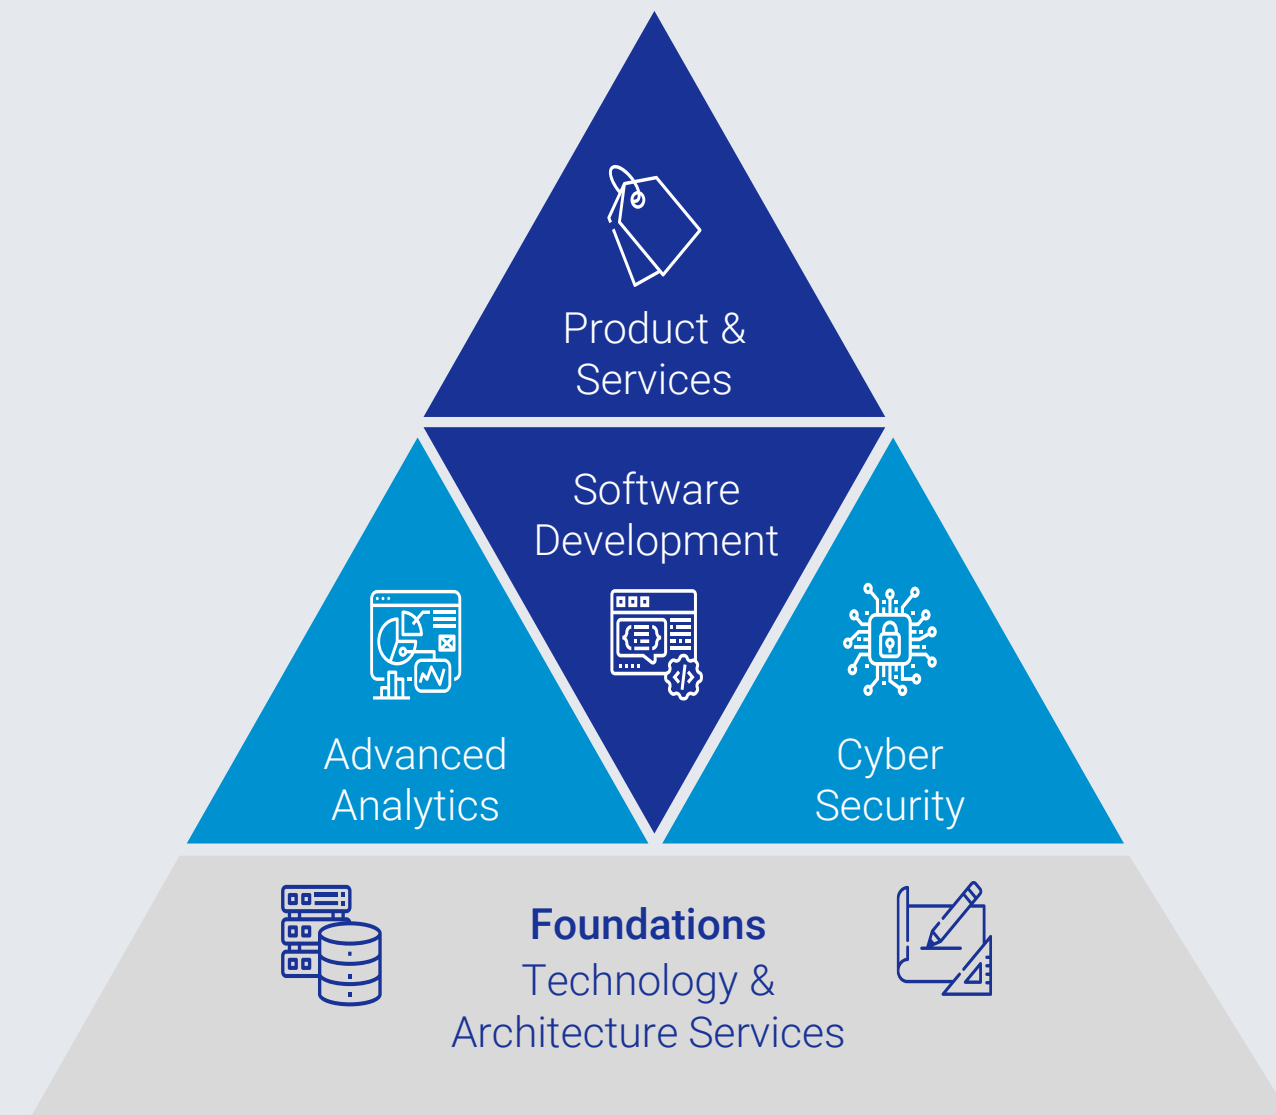 Product &
Services
Software
Development
Advanced
Analytics
Cyber
Security
Foundations
Technology &
Architecture Services